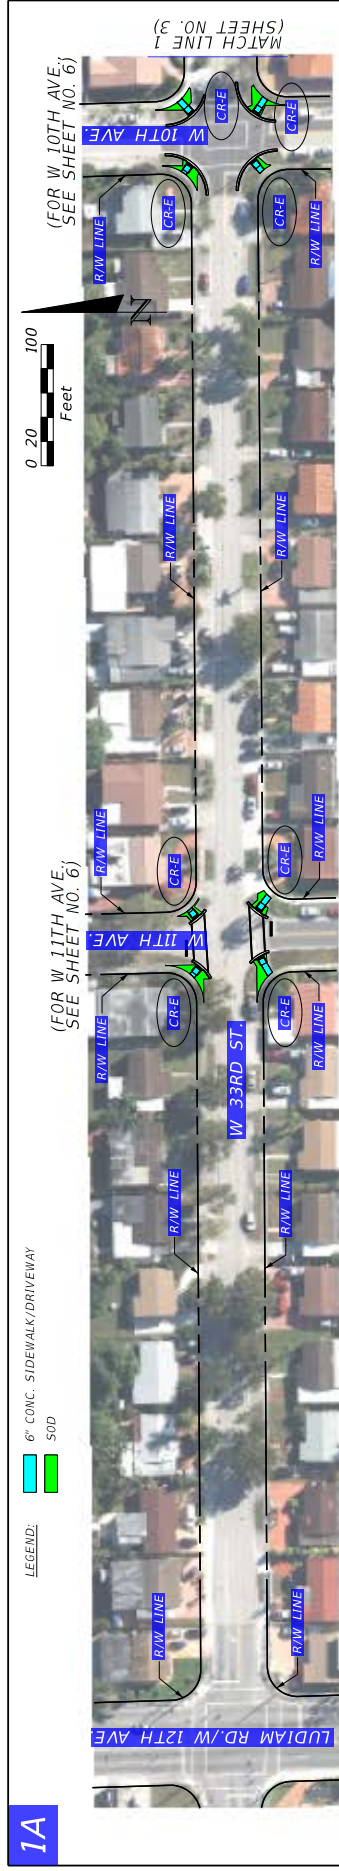 1A
LEGEND:
6" CONC. SIDEWALK/DRIVEWAY
SOD
(FOR W 11TH AVE.,
SEE SHEET NO. 6)
0 20 100
Feet
N
(FOR W 10TH AVE.,
SEE SHEET NO. 6)
MATCH LINE 1
(SHEET NO. 3)
LUDIAM RD./W 12TH AVE.
R/W LINE
R/W LINE
R/W LINE
R/W LINE
W 33RD ST.
R/W LINE
R/W LINE
CR-E
CR-E
W 11TH AVE.
R/W LINE
R/W LINE
CR-E
CR-E
R/W LINE
R/W LINE
R/W LINE
R/W LINE
CR-E
CR-E
W 10TH AVE.
CR-E
CR-E